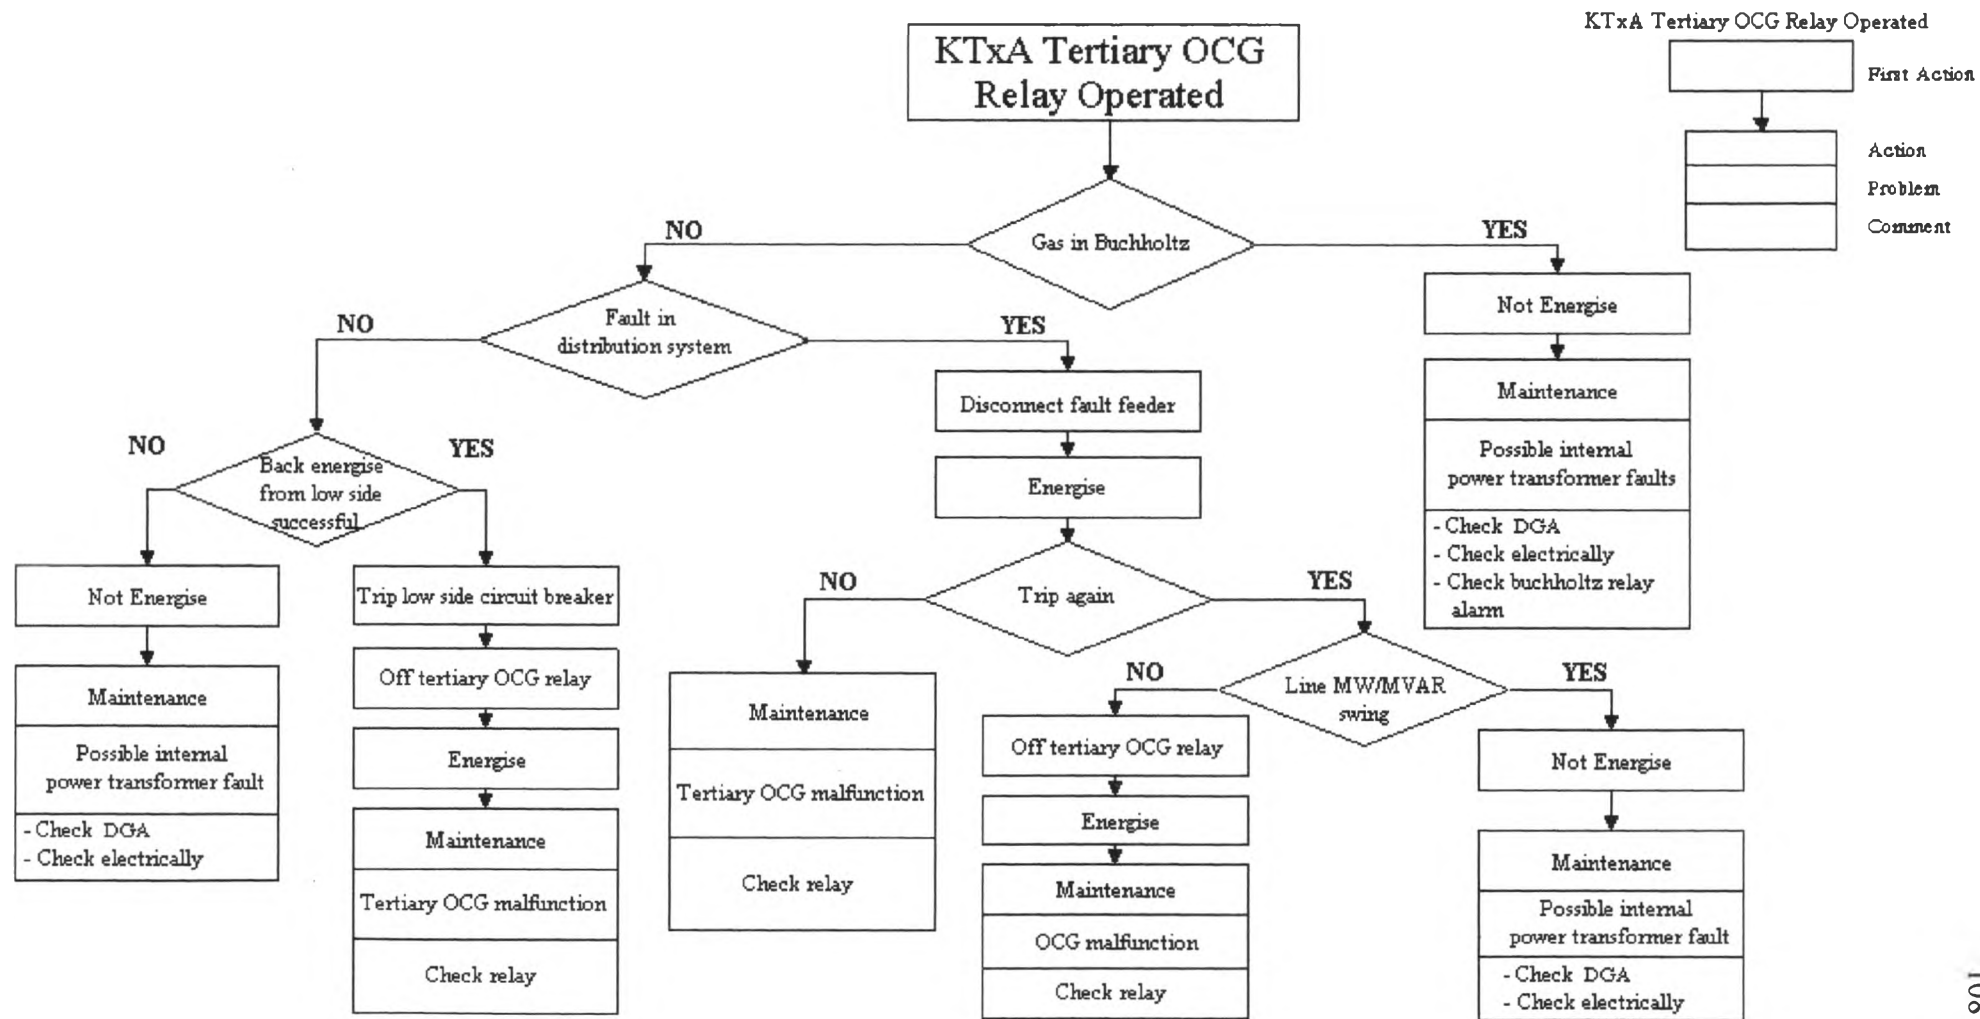 KTxA Tertiary OCG Relay Operated
First Action
Action
Problem
Comment
KTxA Tertiary OCG
Relay Operated
Gas in Buchholtz
NO
YES
Fault in
distribution system
NO
YES
Not Energise
Maintenance
Possible internal
power transformer faults
- Check DGA
- Check electrically
- Check buchholtz relay
alarm
Disconnect fault feeder
Energise
Back energise
from low side
successful
NO
YES
Not Energise
Maintenance
Possible internal
power transformer fault
- Check DGA
- Check electrically
Trip low side circuit breaker
Off tertiary OCG relay
Energise
Maintenance
Tertiary OCG malfunction
Check relay
Trip again
NO
YES
Maintenance
Tertiary OCG malfunction
Check relay
Line MW/MVAR
swing
NO
YES
Off tertiary OCG relay
Energise
Maintenance
OCG malfunction
Check relay
Not Energise
Maintenance
Possible internal
power transformer fault
- Check DGA
- Check electrically